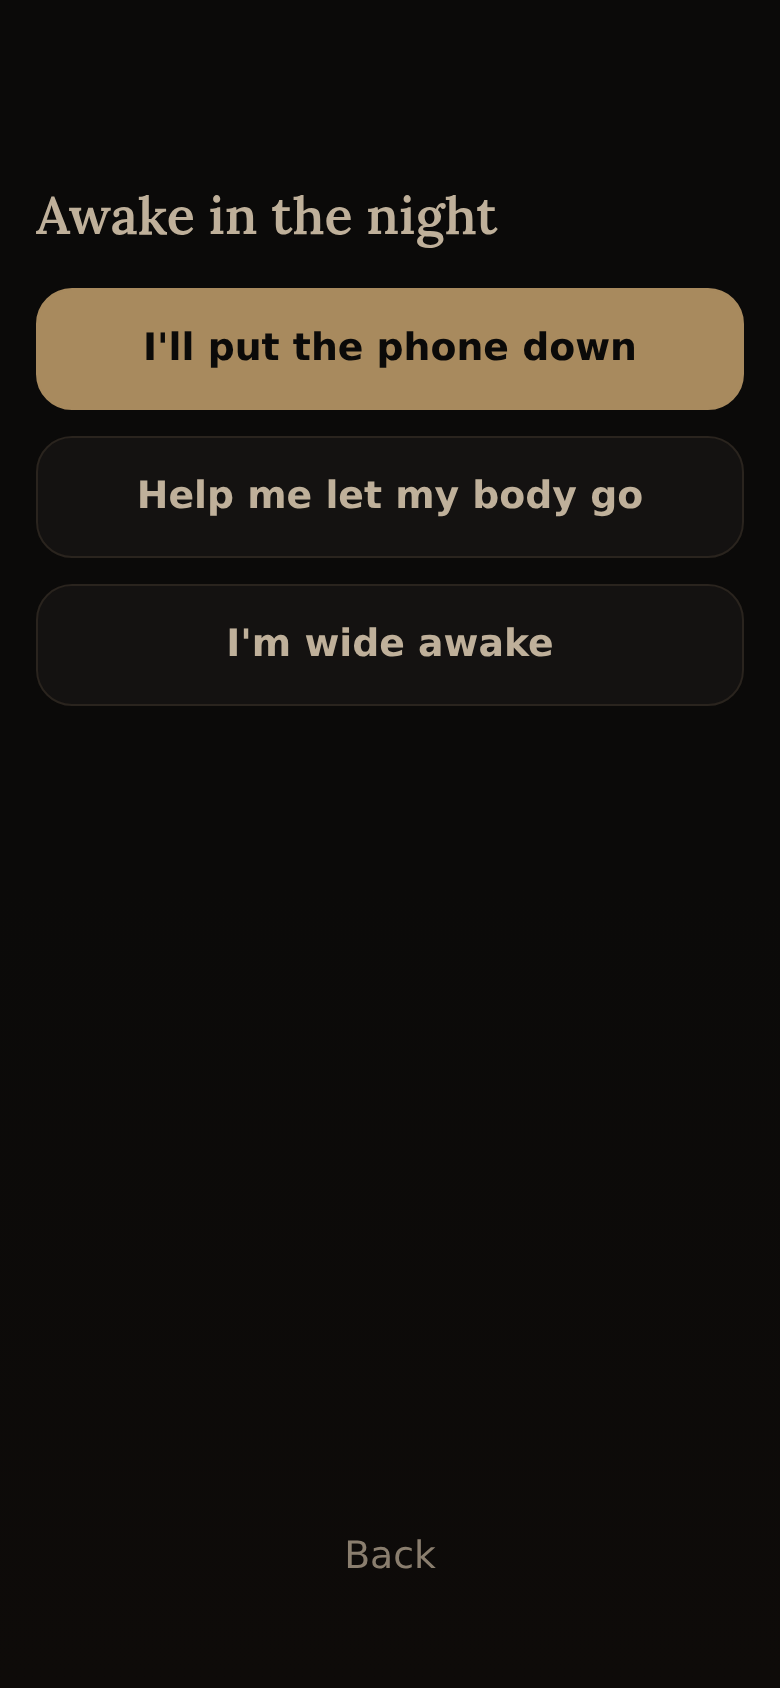 Awake in the night
I'll put the phone down
Help me let my body go
I'm wide awake
Back